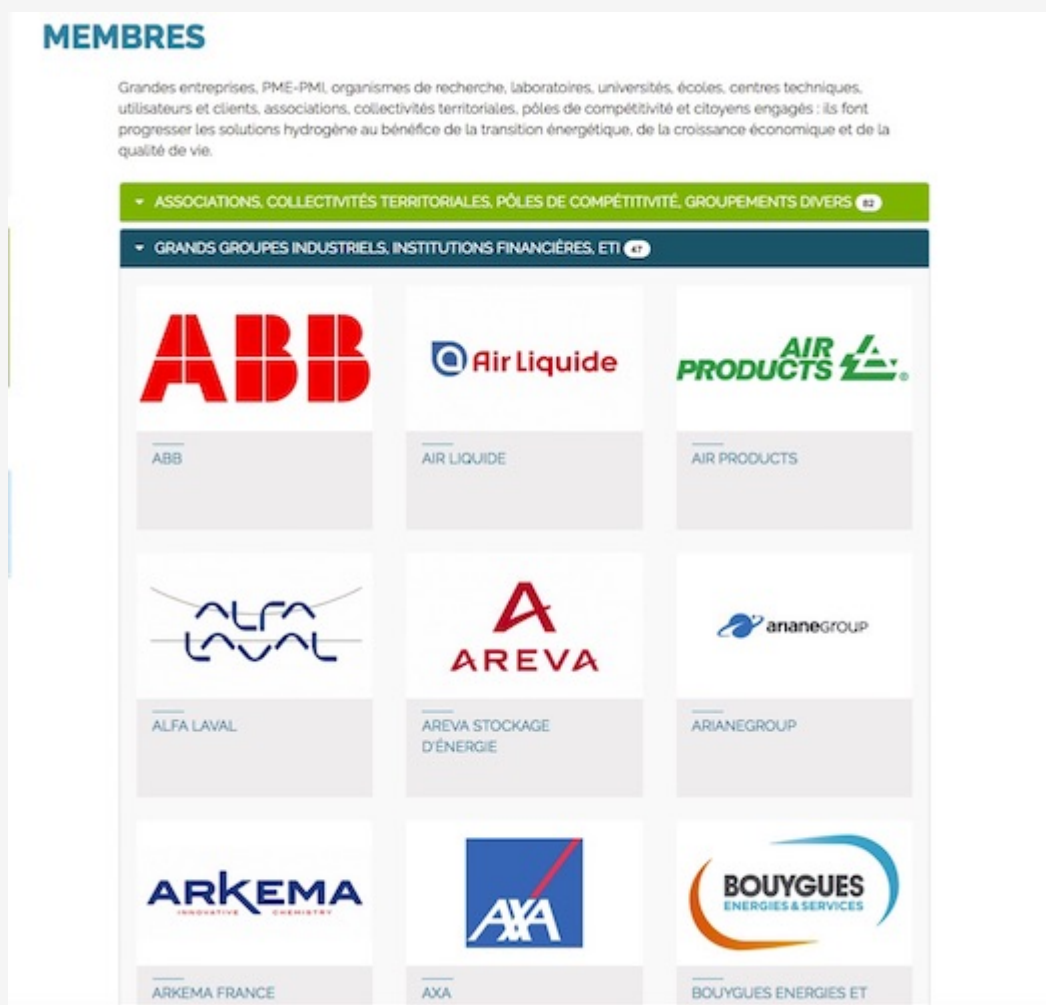 MEMBRES
Grandes entreprises, PME-PMI, organismes de recherche, laboratoires, universités, écoles, centres techniques,
utilisateurs et clients, associations, collectivités territoriales, pôles de compétitivité et citoyens engagés : ils font
progresser les solutions hydrogène au bénéfice de la transition énergétique, de la croissance économique et de la
qualité de vie.
ASSOCIATIONS, COLLECTIVITÉS TERRITORIALES, PÔLES DE COMPÉTITIVITÉ, GROUPEMENTS DIVERS 82
GRANDS GROUPES INDUSTRIELS, INSTITUTIONS FINANCIÈRES, ETI 47
ABB
Air Liquide
AIR
PRODUCTS
ABB
AIR LIQUIDE
AIR PRODUCTS
ALFA
LAVAL
AREVA
arianeGROUP
ALFA LAVAL
AREVA STOCKAGE
D'ÉNERGIE
ARIANEGROUP
ARKEMA
INNOVATIVE CHEMISTRY
AXA
BOUYGUES
ENERGIES & SERVICES
ARKEMA FRANCE
AXA
BOUYGUES ENERGIES ET